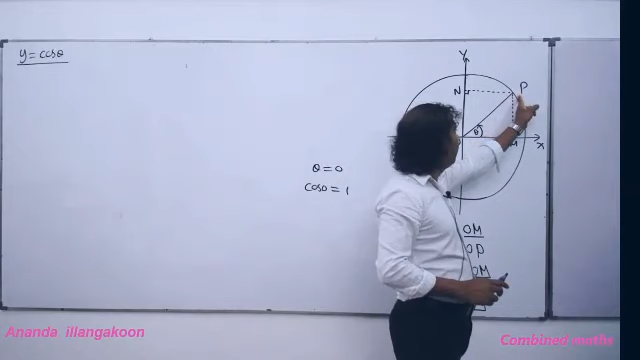 y = cosθ
Y
N
P
θ
M
X
θ = 0
cos0 = 1
OM
OP
OM
Ananda illangakoon
Combined maths